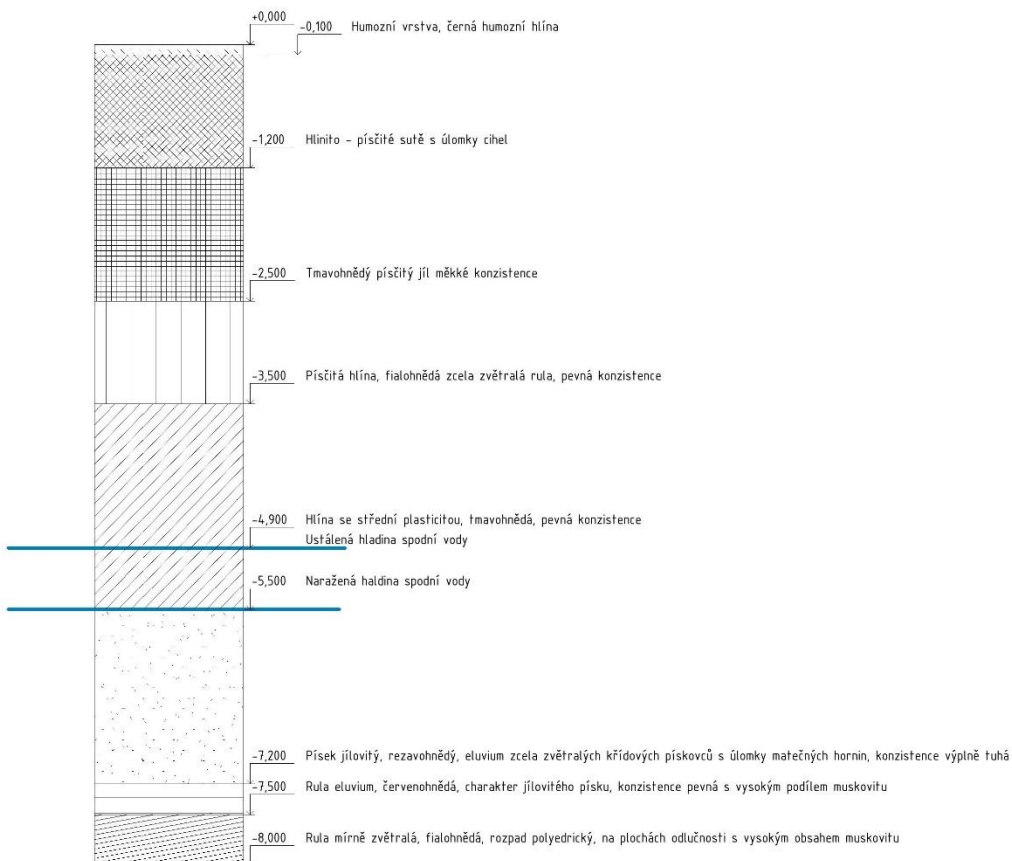 +0,000
-0,100 Humozní vrstva, černá humozní hlína
-1,200 Hlinito - písčité sutě s úlomky cihel
-2,500 Tmavohnědý písčitý jíl měkké konzistence
-3,500 Písčitá hlína, fialohnědá zcela zvětralá rula, pevná konzistence
-4,900 Hlína se střední plasticitou, tmavohnědá, pevná konzistence
Ustálená hladina spodní vody
-5,500 Naražená haldina spodní vody
-7,200 Písek jílovitý, rezavohnědý, eluvium zcela zvětralých křídových pískovců s úlomky matečných hornin, konzistence výplně tuhá
-7,500 Rula eluvium, červenohnědá, charakter jílovitého písku, konzistence pevná s vysokým podílem muskovitu
-8,000 Rula mírně zvětralá, fialohnědá, rozpad polyedrický, na plochách odlučnosti s vysokým obsahem muskovitu